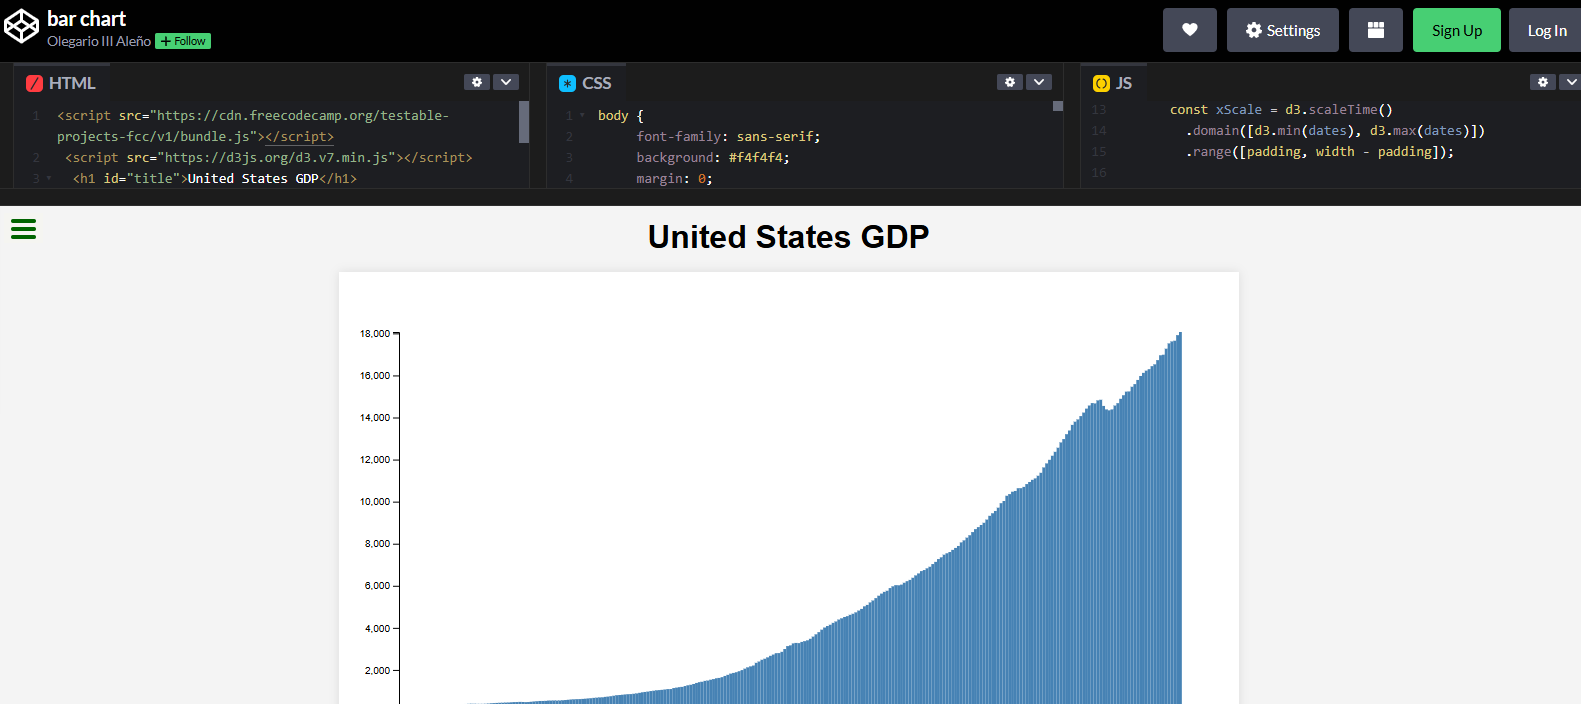 bar chart
Olegario III Aleño + Follow
Settings
Sign Up
Log In
HTML
1 <script src="https://cdn.freecodecamp.org/testable-
projects-fcc/v1/bundle.js"></script>
2 <script src="https://d3js.org/d3.v7.min.js"></script>
3 <h1 id="title">United States GDP</h1>
CSS
1 body {
2 font-family: sans-serif;
3 background: #f4f4f4;
4 margin: 0;
JS
13 const xScale = d3.scaleTime()
14 .domain([d3.min(dates), d3.max(dates)])
15 .range([padding, width - padding]);
16
United States GDP
18,000
16,000
14,000
12,000
10,000
8,000
6,000
4,000
2,000